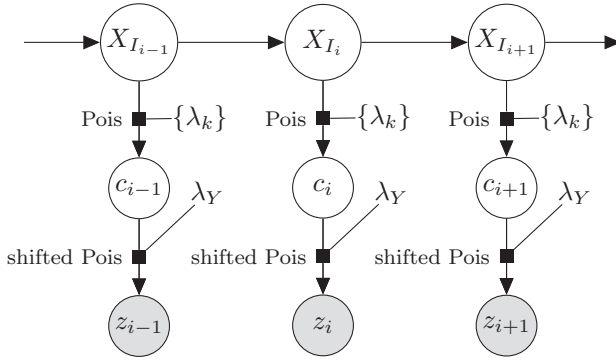 X_{I_{i−1}} X_{I_i} X_{I_{i+1}}
Pois {λ_k} Pois {λ_k} Pois {λ_k}
c_{i−1} c_i c_{i+1}
λ_Y λ_Y λ_Y
shifted Pois shifted Pois shifted Pois
z_{i−1} z_i z_{i+1}